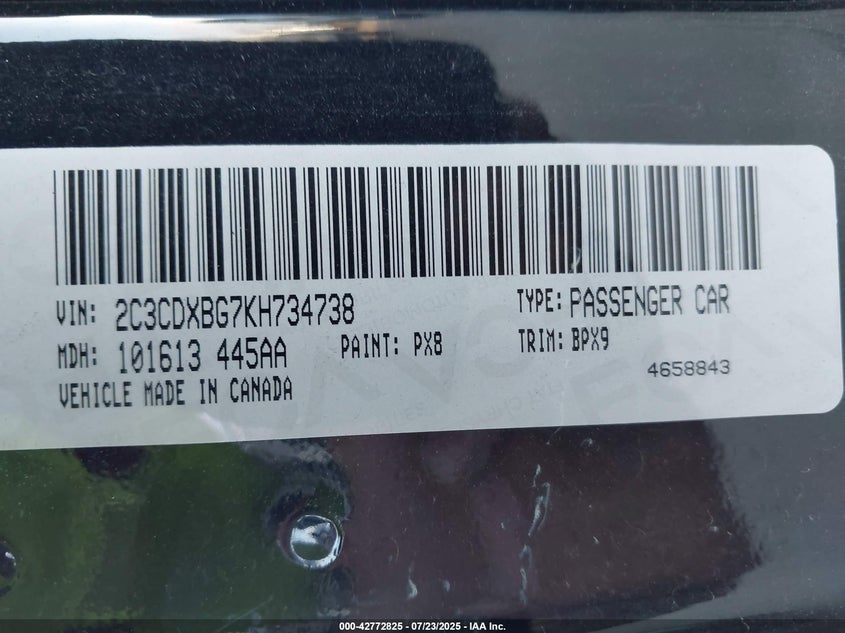 VIN: 2C3CDXBG7KH734738 TYPE: PASSENGER CAR
MDH: 101613 445AA PAINT: PX8 TRIM: BPX9
VEHICLE MADE IN CANADA 4658843
000-42772825 - 07/23/2025 - IAA Inc.